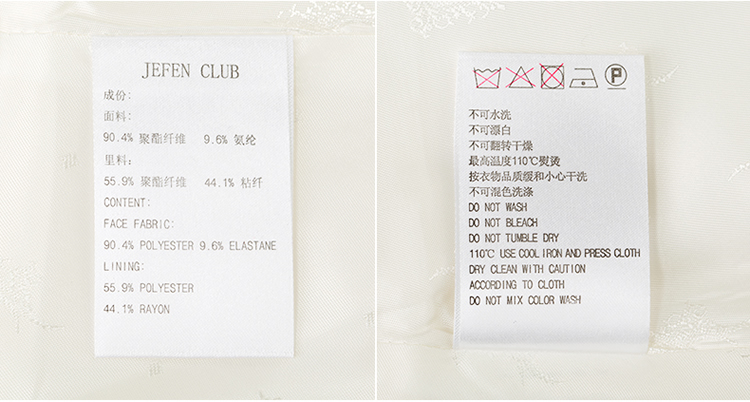 JEFEN CLUB
成份:
面料:
90.4% 聚酯纤维 9.6% 氨纶
里料:
55.9% 聚酯纤维 44.1% 粘纤
CONTENT:
FACE FABRIC:
90.4% POLYESTER 9.6% ELASTANE
LINING:
55.9% POLYESTER
44.1% RAYON
P
不可水洗
不可漂白
不可翻转干燥
最高温度110℃熨烫
按衣物品质缓和小心干洗
不可混色洗涤
DO NOT WASH
DO NOT BLEACH
DO NOT TUMBLE DRY
110℃ USE COOL IRON AND PRESS CLOTH
DRY CLEAN WITH CAUTION
ACCORDING TO CLOTH
DO NOT MIX COLOR WASH